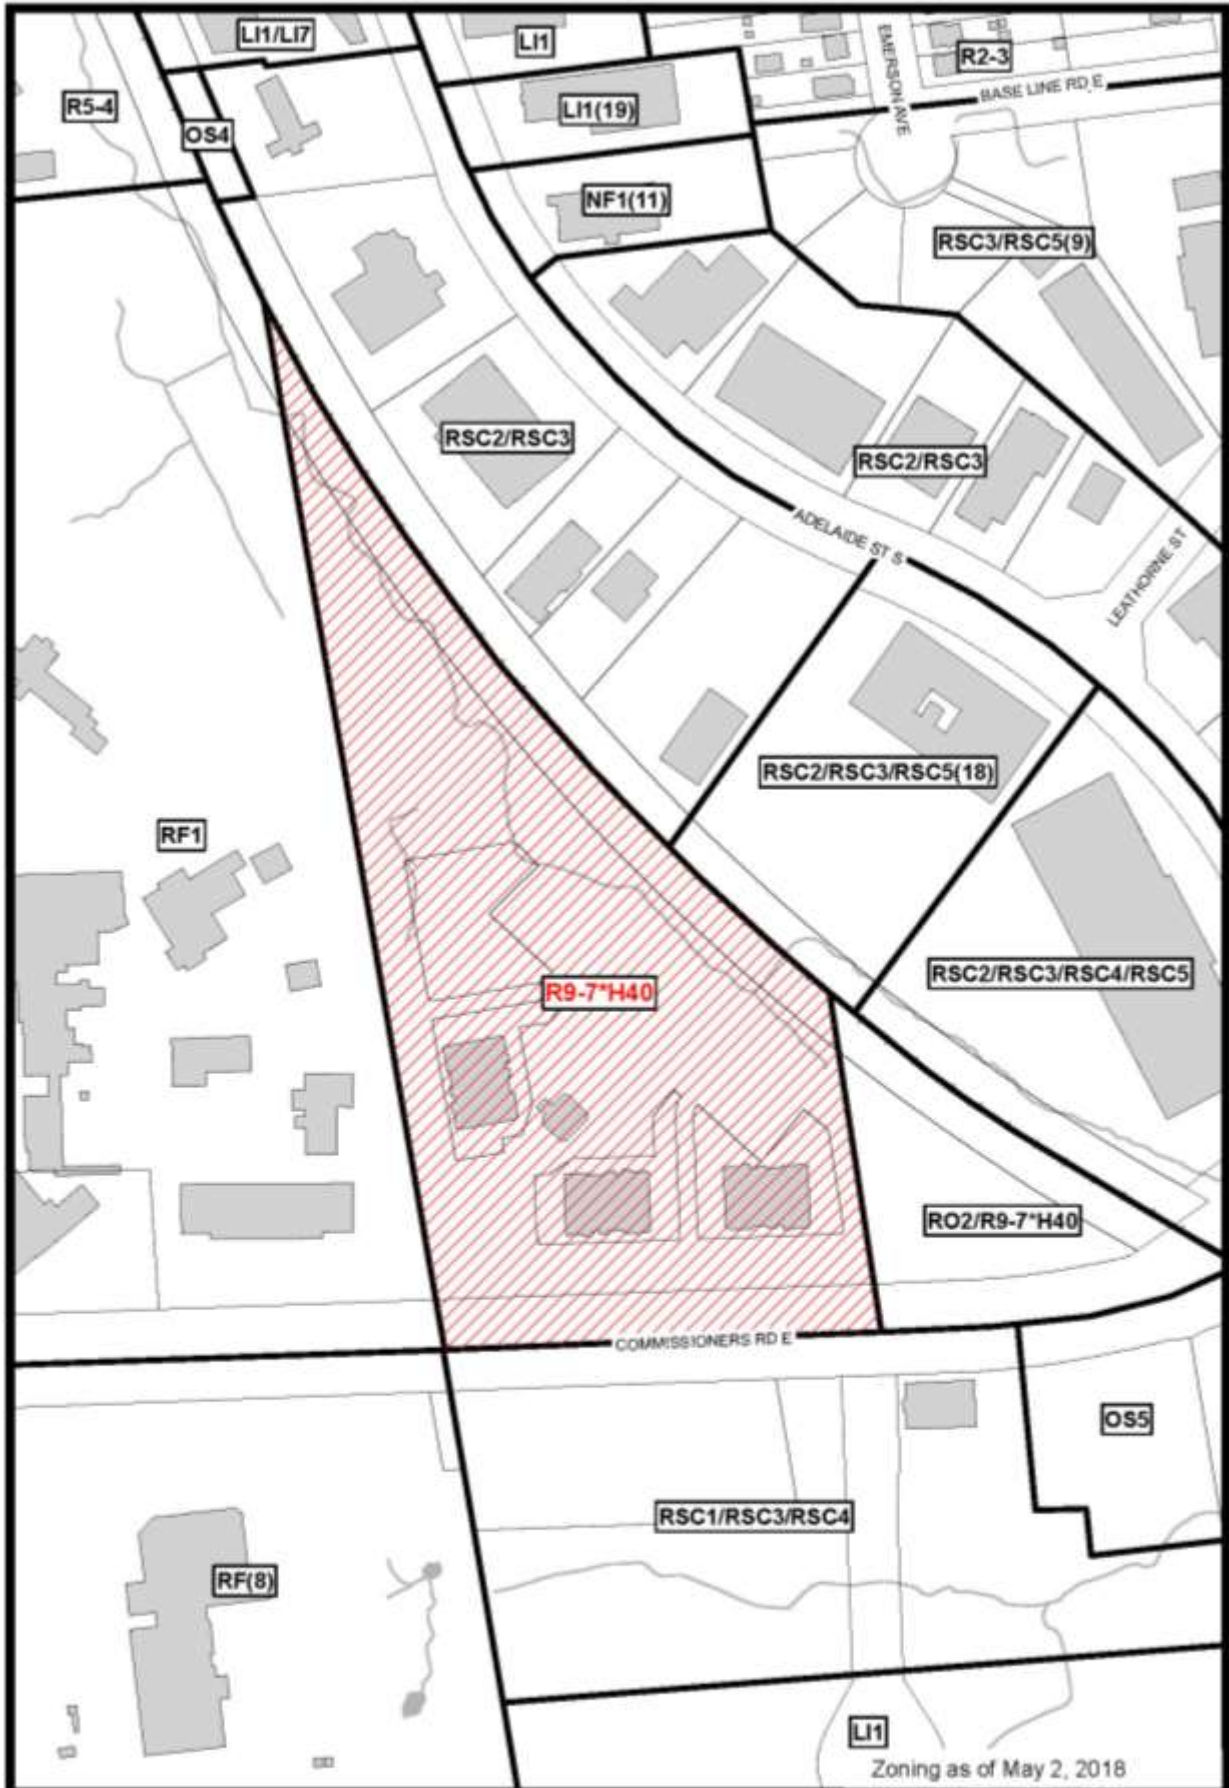 LI1/LI7
LI1
R2-3
EMERSON AVE
BASE LINE RD E
R5-4
OS4
LI1(19)
NF1(11)
RSC3/RSC5(9)
RSC2/RSC3
RSC2/RSC3
ADELAIDE ST S
LEATHORNE ST
RSC2/RSC3/RSC5(18)
RF1
RSC2/RSC3/RSC4/RSC5
R9-7*H40
RO2/R9-7*H40
COMMISSIONERS RD E
OS5
RSC1/RSC3/RSC4
RF(8)
LI1
Zoning as of May 2, 2018